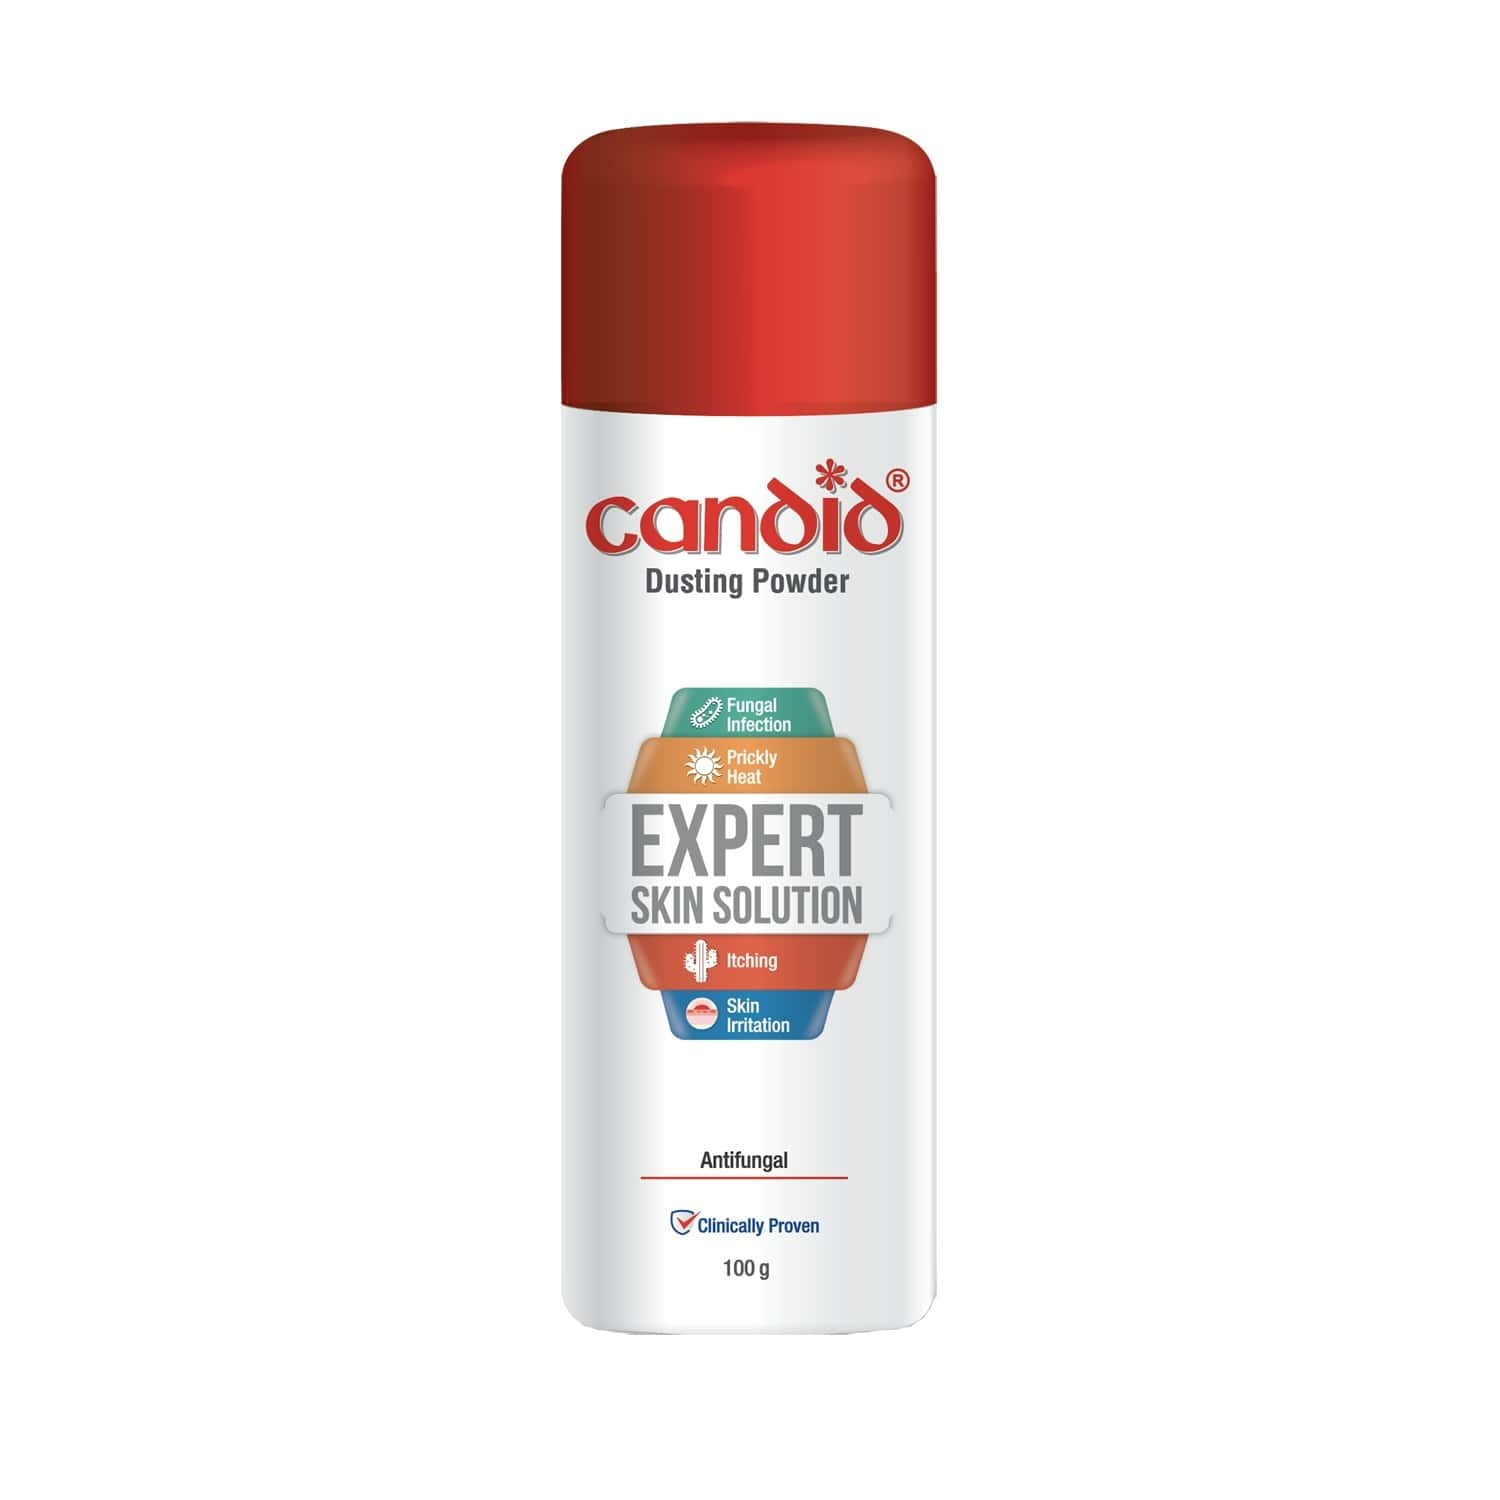 candid®
Dusting Powder
Fungal
Infection
Prickly
Heat
EXPERT
SKIN SOLUTION
Itching
Skin
Irritation
Antifungal
Clinically Proven
100 g